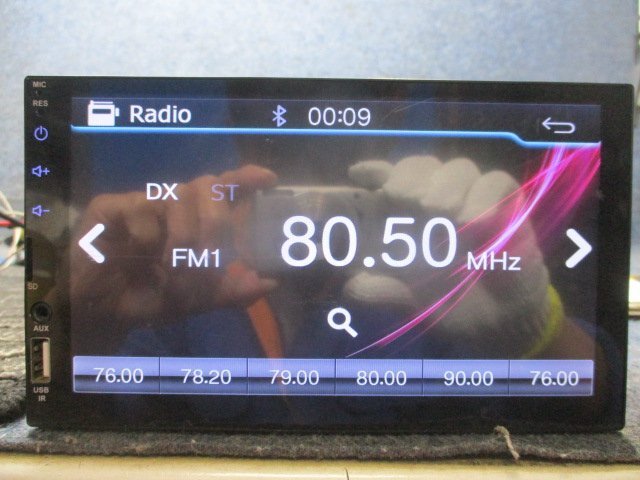 MIC
RES
Radio 00:09
DX ST
FM1 80.50 MHz
76.00 78.20 79.00 80.00 90.00 76.00
SD
AUX
USB
IR